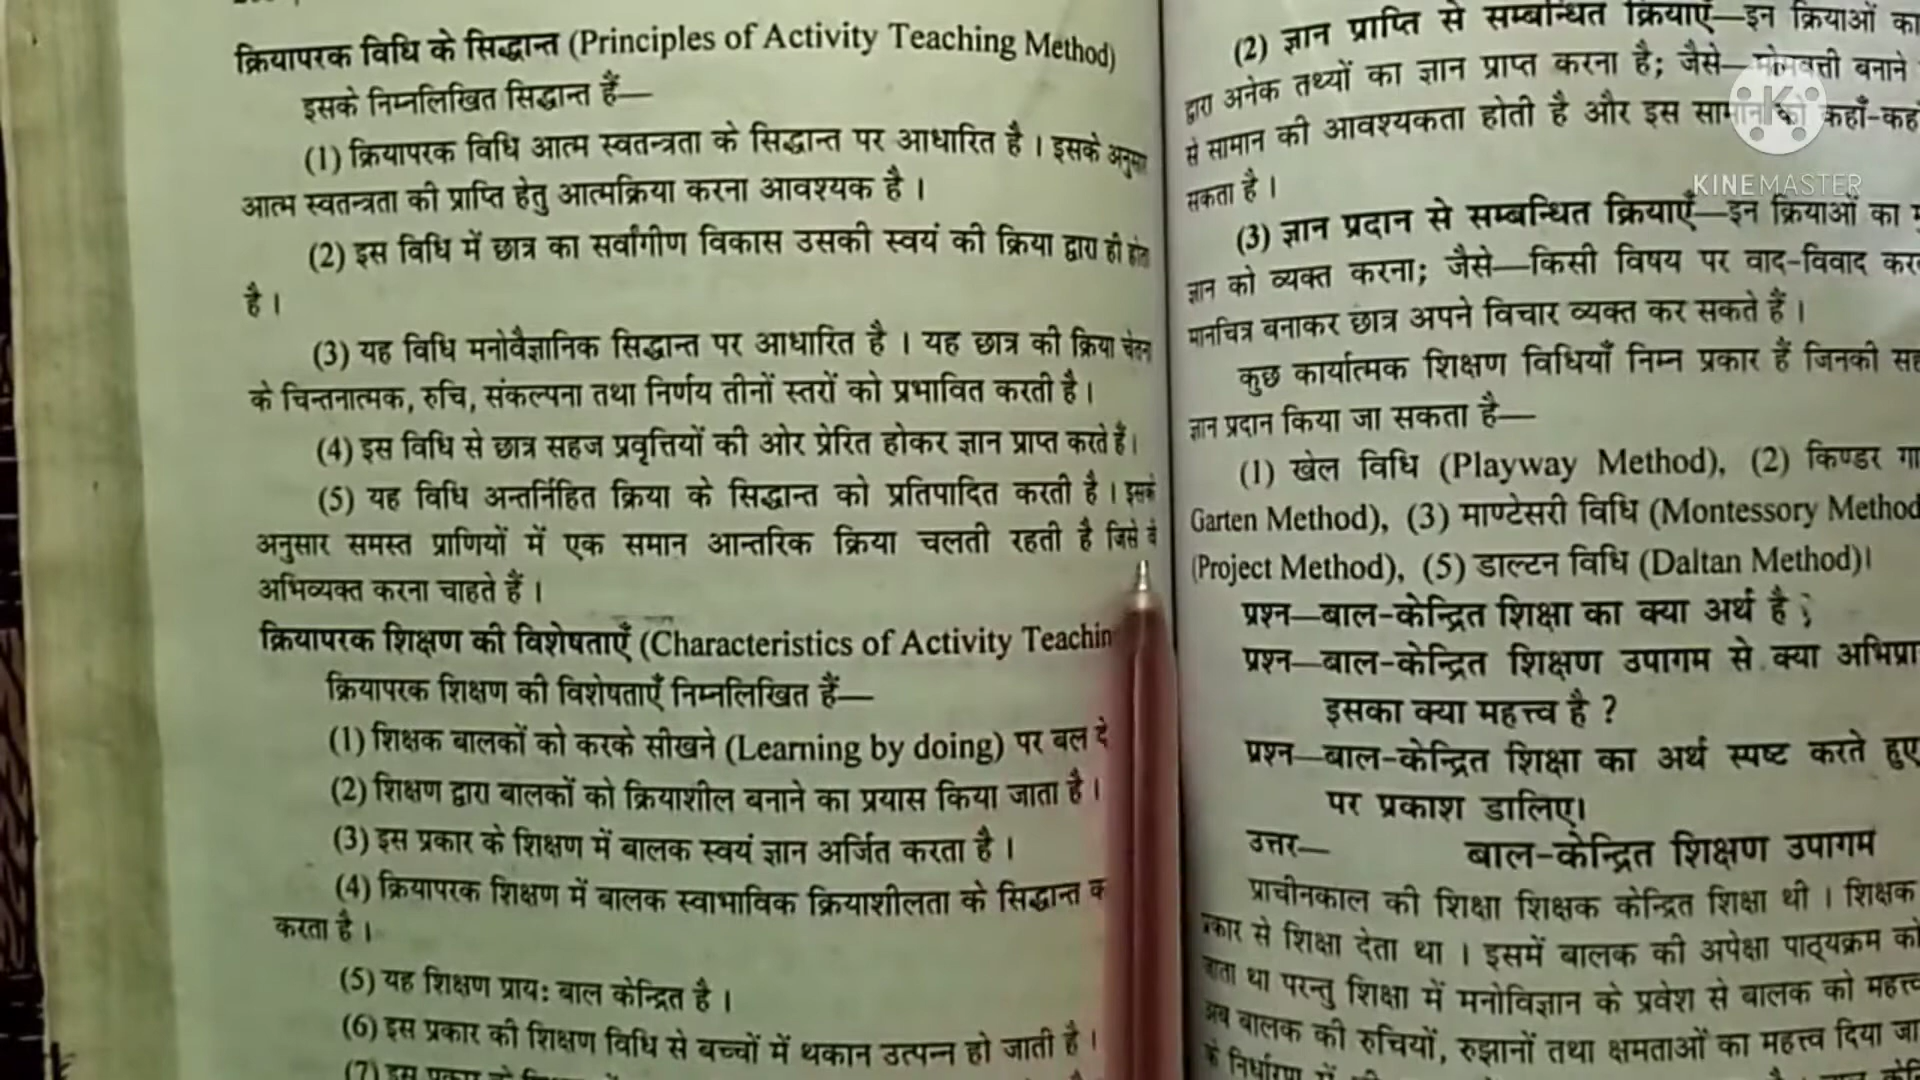 क्रियापरक विधि के सिद्धान्त (Principles of Activity Teaching Method)
इसके निम्नलिखित सिद्धान्त हैं—
(1) क्रियापरक विधि आत्म स्वतन्त्रता के सिद्धान्त पर आधारित है । इसके अनुसार
आत्म स्वतन्त्रता की प्राप्ति हेतु आत्मक्रिया करना आवश्यक है ।
(2) इस विधि में छात्र का सर्वांगीण विकास उसकी स्वयं की क्रिया द्वारा ही होता
है ।
(3) यह विधि मनोवैज्ञानिक सिद्धान्त पर आधारित है । यह छात्र की क्रिया चेतना
के चिन्तनात्मक, रुचि, संकल्पना तथा निर्णय तीनों स्तरों को प्रभावित करती है ।
(4) इस विधि से छात्र सहज प्रवृत्तियों की ओर प्रेरित होकर ज्ञान प्राप्त करते हैं ।
(5) यह विधि अन्तर्निहित क्रिया के सिद्धान्त को प्रतिपादित करती है । इसके
अनुसार समस्त प्राणियों में एक समान आन्तरिक क्रिया चलती रहती है जिसे वे
अभिव्यक्त करना चाहते हैं ।
क्रियापरक शिक्षण की विशेषताएँ (Characteristics of Activity
क्रियापरक शिक्षण की विशेषताएँ निम्नलिखित हैं—
(1) शिक्षक बालकों को करके सीखने (Learning by doing) पर बल
(2) शिक्षण द्वारा बालकों को क्रियाशील बनाने का प्रयास किया जाता है ।
(3) इस प्रकार के शिक्षण में बालक स्वयं ज्ञान अर्जित करता है ।
(4) क्रियापरक शिक्षण में बालक स्वाभाविक क्रियाशीलता के सिद्धान्त
करता है ।
(5) यह शिक्षण प्रायः बाल केन्द्रित है ।
(6) इस प्रकार की शिक्षण विधि से बच्चों में थकान उत्पन्न हो जाती है ।
(2) ज्ञान प्राप्ति से सम्बन्धित क्रियाएँ—इन क्रियाओं का
द्वारा अनेक तथ्यों का ज्ञान प्राप्त करना है; जैसे—मोमबत्ती बनाने
से सामान की आवश्यकता होती है और इस सामान को
सकता है ।
(3) ज्ञान प्रदान से सम्बन्धित क्रियाएँ—इन क्रियाओं का
ज्ञान को व्यक्त करना; जैसे—किसी विषय पर वाद-विवाद
मानचित्र बनाकर छात्र अपने विचार व्यक्त कर सकते हैं ।
कुछ कार्यात्मक शिक्षण विधियाँ निम्न प्रकार हैं जिनकी
ज्ञान प्रदान किया जा सकता है—
(1) खेल विधि (Playway Method), (2) किण्डर
Garten Method), (3) माण्टेसरी विधि (Montessory Method
(Project Method), (5) डाल्टन विधि (Daltan Method)।
प्रश्न—बाल-केन्द्रित शिक्षा का क्या अर्थ है
प्रश्न—बाल-केन्द्रित शिक्षण उपागम से क्या
इसका क्या महत्त्व है ?
प्रश्न—बाल-केन्द्रित शिक्षा का अर्थ स्पष्ट करते हुए
पर प्रकाश डालिए।
उत्तर— बाल-केन्द्रित शिक्षण उपागम
प्राचीनकाल की शिक्षा शिक्षक केन्द्रित शिक्षा थी । शिक्षक
प्रकार से शिक्षा देता था । इसमें बालक की अपेक्षा पाठ्यक्रम को
जाता था परन्तु शिक्षा में मनोविज्ञान के प्रवेश से बालक को
अब बालक की रुचियों, रुझानों तथा क्षमताओं का महत्त्व दिया
के निर्धारण में
KINEMASTER